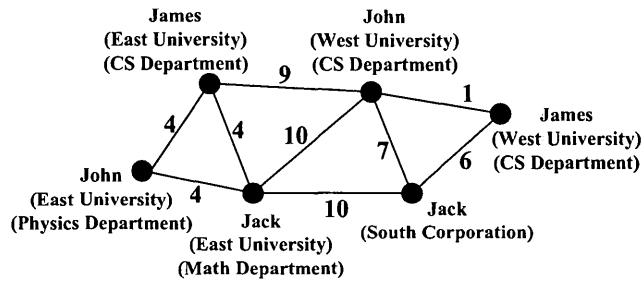 James
(East University)
(CS Department)
John
(West University)
(CS Department)
9
1
James
(West University)
(CS Department)
4
4
10
7
6
John
(East University)
(Physics Department)
4
10
Jack
(East University)
(Math Department)
Jack
(South Corporation)